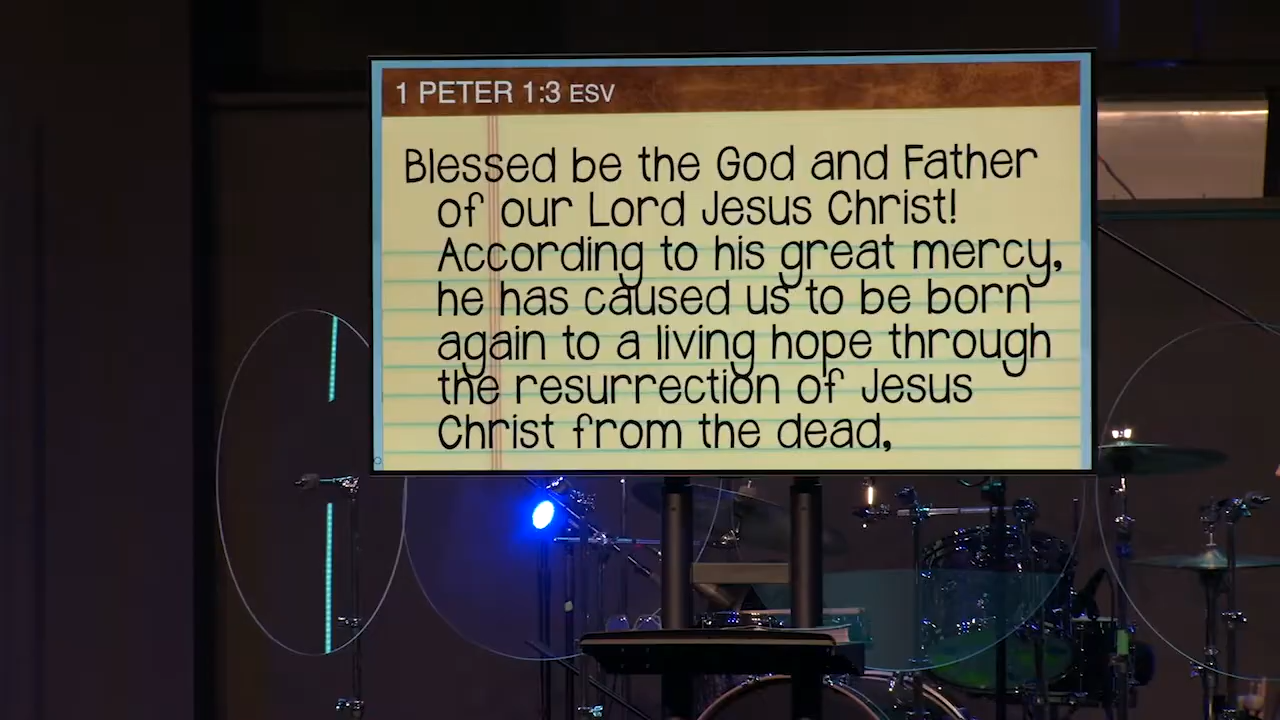 1 PETER 1:3 ESV
Blessed be the God and Father
of our Lord Jesus Christ!
According to his great mercy,
he has caused us to be born
again to a living hope through
the resurrection of Jesus
Christ from the dead,